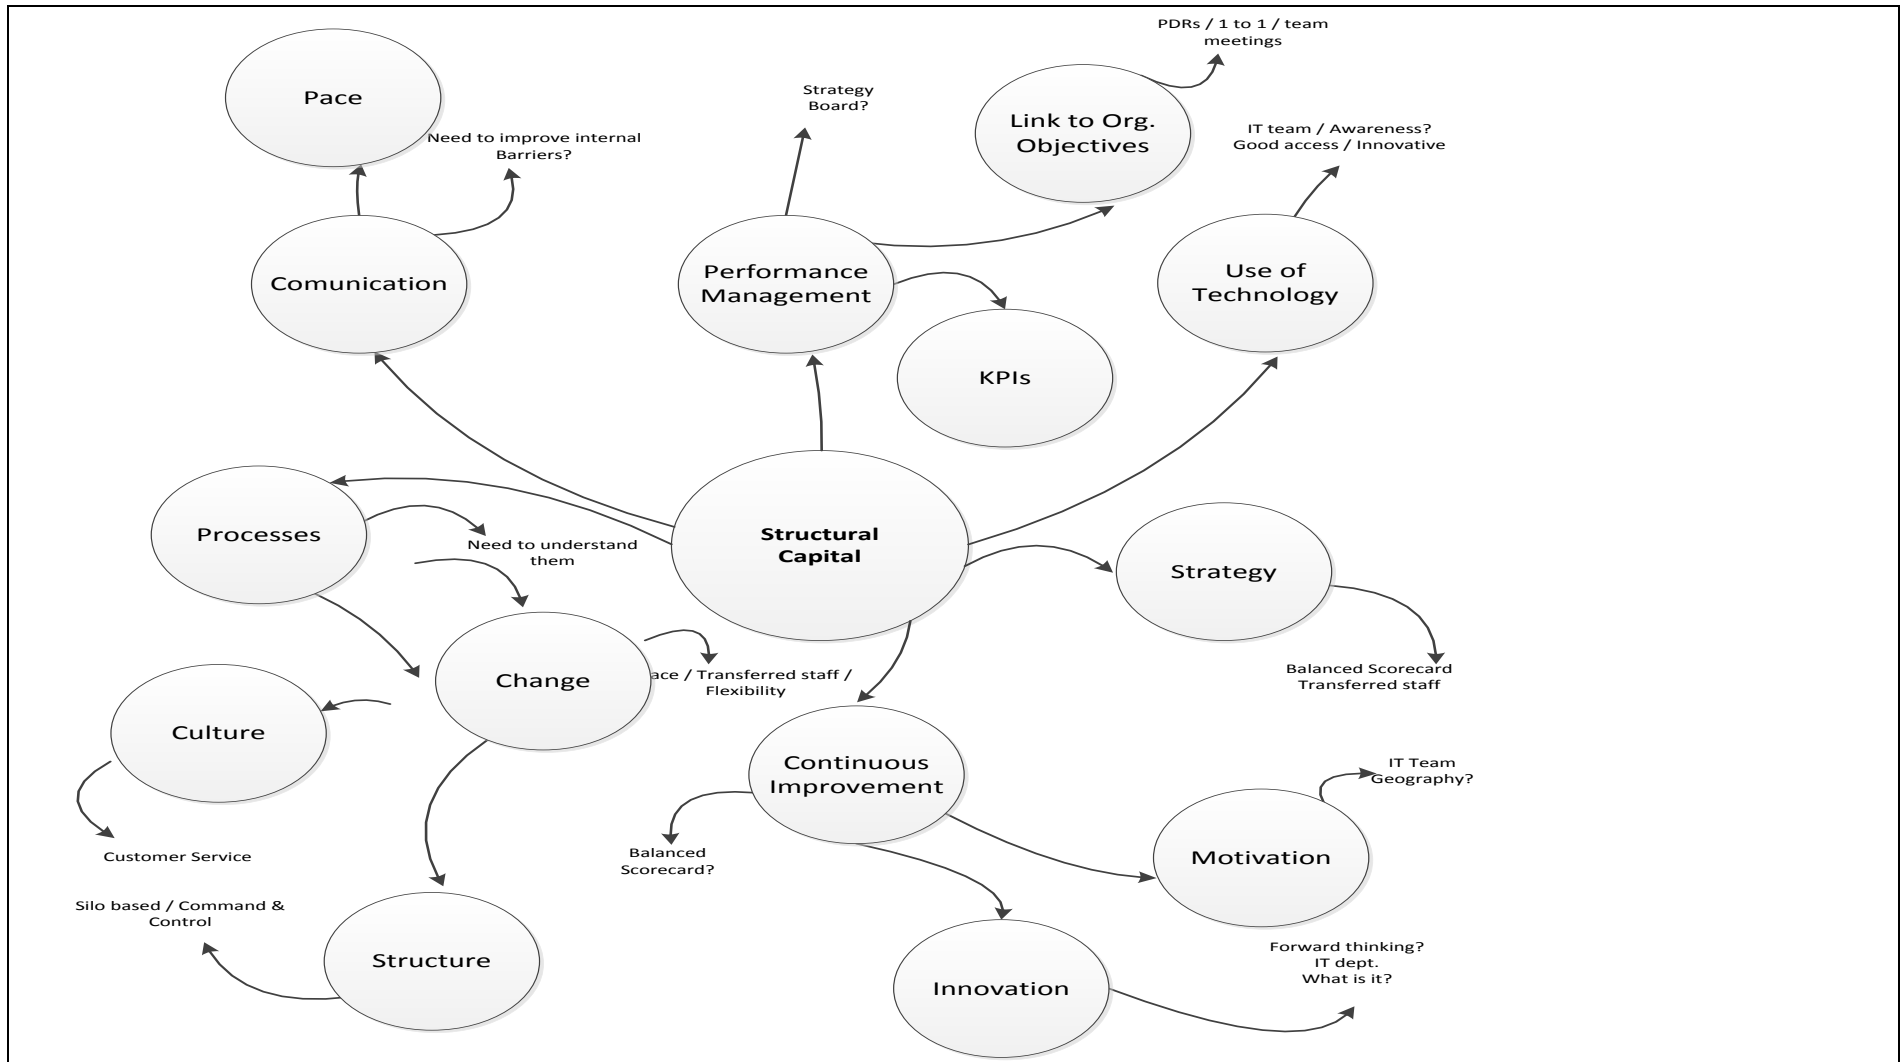 PDRs / 1 to 1 / team
meetings
Pace
Strategy
Board?
Link to Org.
Objectives
IT team / Awareness?
Good access / Innovative
Need to improve internal
Barriers?
Comunication
Performance
Management
Use of
Technology
KPIs
Processes
Need to understand
them
Structural
Capital
Strategy
Change
ace / Transferred staff /
Flexibility
Balanced Scorecard
Transferred staff
Culture
Continuous
Improvement
IT Team
Geography?
Customer Service
Balanced
Scorecard?
Motivation
Silo based / Command &
Control
Structure
Innovation
Forward thinking?
IT dept.
What is it?